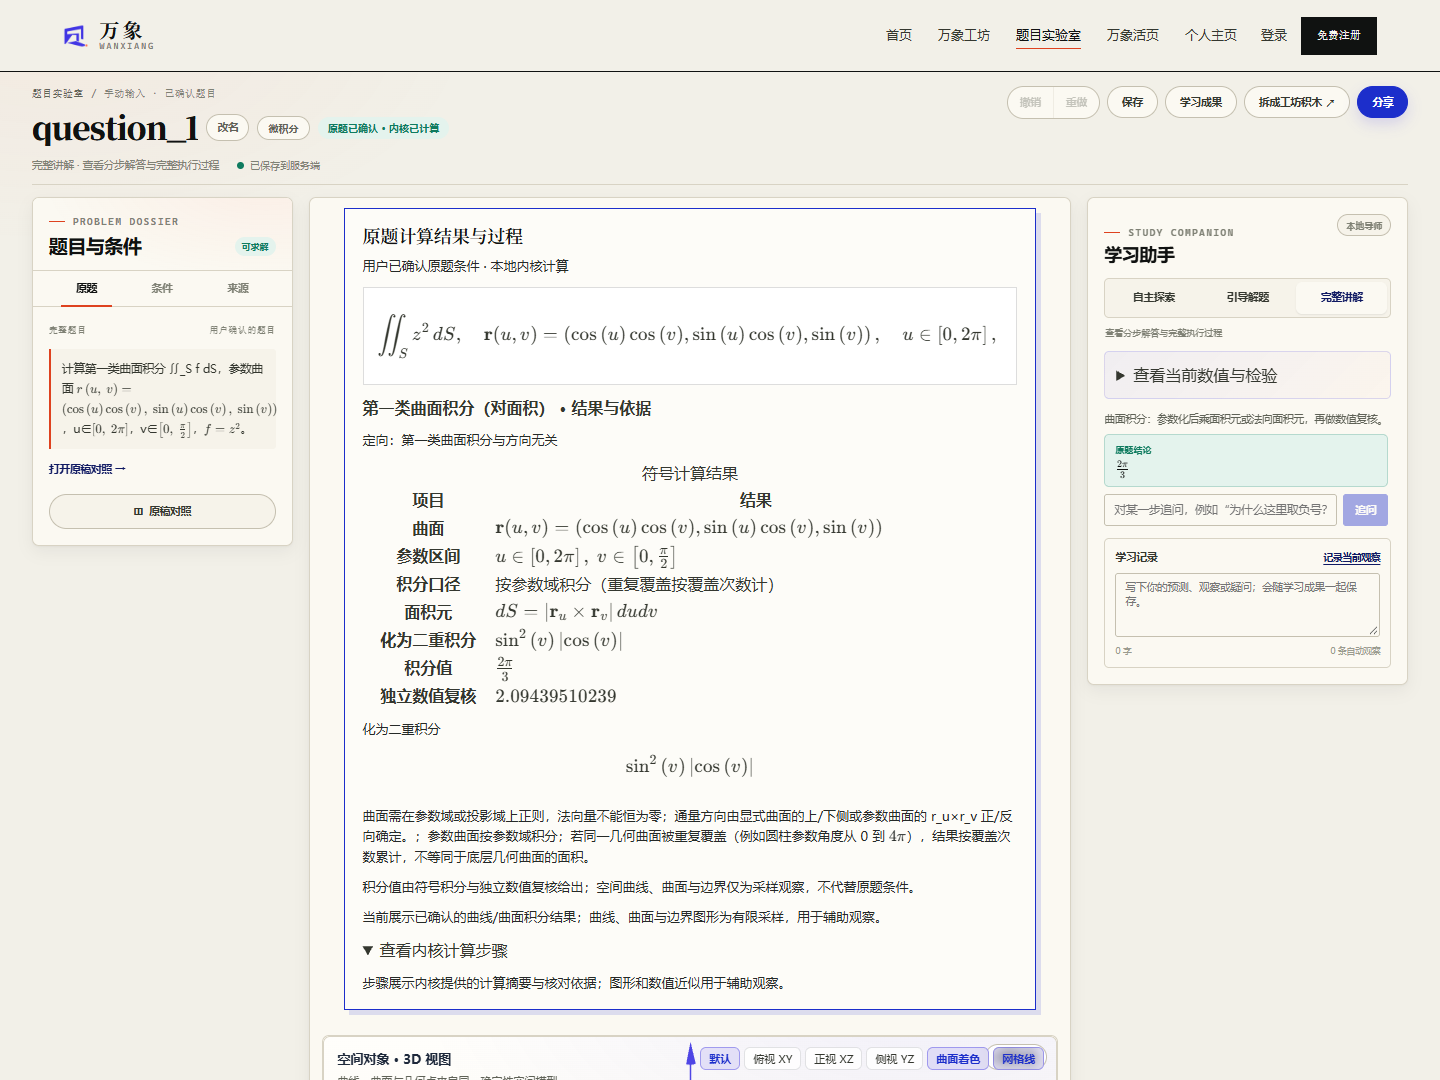 万象
WANXIANG
首页 万象工坊 题目实验室 万象活页 个人主页 登录 免费注册
题目实验室 / 手动输入 · 已确认题目
question_1 改名 微积分 原题已确认 • 内核已计算
撤销 重做 保存 学习成果 拆成工坊积木 ↗ 分享
完整讲解 · 查看分步解答与完整执行过程 ● 已保存到服务端
PROBLEM DOSSIER
题目与条件 可求解
原题 条件 来源
完整题目 用户确认的题目
计算第一类曲面积分 ∬_S f dS，参数曲
面 r (u, v) =
(cos (u) cos (v) , sin (u) cos (v) , sin (v))
，u∈[0, 2π]，v∈[0, π/2]，f = z²。
打开原稿对照 →
原稿对照
原题计算结果与过程
用户已确认原题条件 · 本地内核计算
∬_S z² dS, r(u, v) = (cos (u) cos (v), sin (u) cos (v), sin (v)) , u ∈ [0, 2π] ,
第一类曲面积分（对面积） • 结果与依据
定向：第一类曲面积分与方向无关
符号计算结果
项目 结果
曲面 r(u, v) = (cos (u) cos (v), sin (u) cos (v), sin (v))
参数区间 u ∈ [0, 2π] , v ∈ [0, π/2]
积分口径 按参数域积分（重复覆盖按覆盖次数计）
面积元 dS = |r_u × r_v| dudv
化为二重积分 sin² (v) |cos (v)|
积分值 2π/3
独立数值复核 2.09439510239
化为二重积分
sin² (v) |cos (v)|
曲面需在参数域或投影域上正则，法向量不能恒为零；通量方向由显式曲面的上/下侧或参数曲面的 r_u×r_v 正/反
向确定。；参数曲面按参数域积分；若同一几何曲面被重复覆盖（例如圆柱参数角度从 0 到 4π），结果按覆盖次
数累计，不等同于底层几何曲面的面积。
积分值由符号积分与独立数值复核给出；空间曲线、曲面与边界仅为采样观察，不代替原题条件。
当前展示已确认的曲线/曲面积分结果；曲线、曲面与边界图形为有限采样，用于辅助观察。
▼ 查看内核计算步骤
步骤展示内核提供的计算摘要与核对依据；图形和数值近似用于辅助观察。
空间对象 • 3D 视图 默认 俯视 XY 正视 XZ 侧视 YZ 曲面着色 网格线
本地导师
STUDY COMPANION
学习助手
自主探索 引导解题 完整讲解
查看分步解答与完整执行过程
▶ 查看当前数值与检验
曲面积分：参数化后乘面积元或法向面积元，再做数值复核。
原题结论
2π/3
对某一步追问，例如“为什么这里取负号? 追问
学习记录 记录当前观察
写下你的预测、观察或疑问；会随学习成果一起保
存。
0 字 0 条自动观察